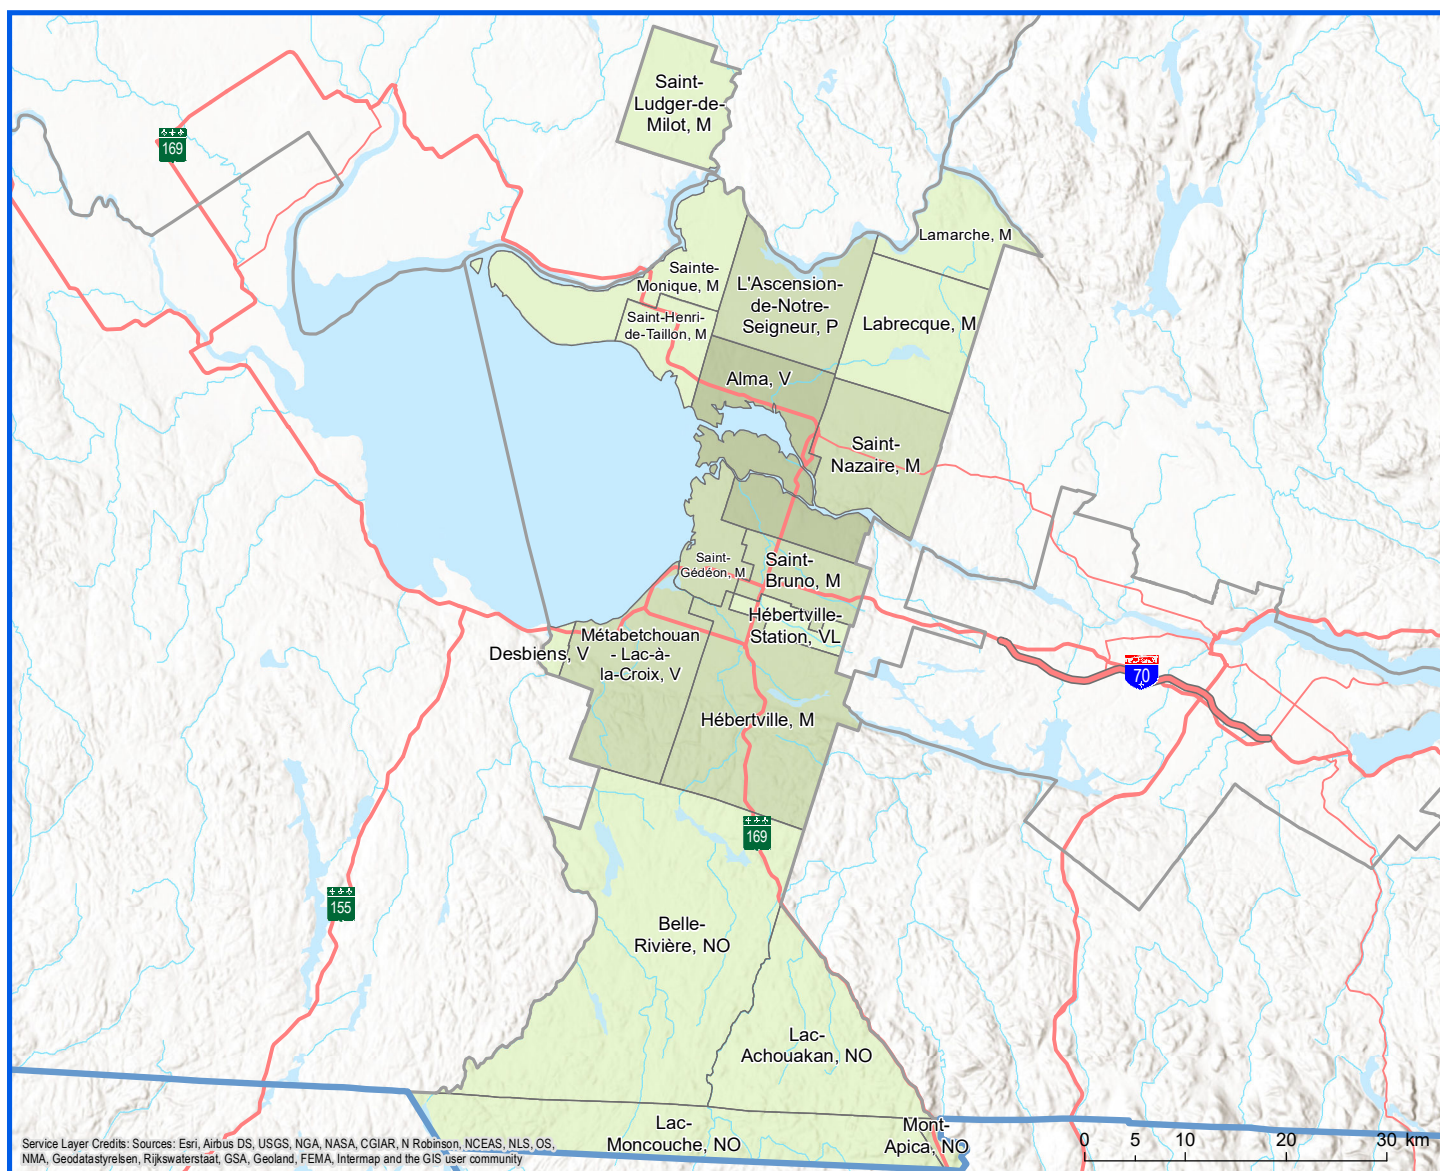 Saint-
Ludger-de-
Milot, M
169
Lamarche, M
Sainte-
Monique, M
L'Ascension-
de-Notre-
Seigneur, P
Saint-Henri-
de-Taillon, M
Labrecque, M
Alma, V
Saint-
Nazaire, M
Saint-
Gédéon, M
Saint-
Bruno, M
Hébertville-
Station, VL
Métabetchouan
- Lac-à-
la-Croix, V
Desbiens, V
70
Hébertville, M
169
155
Belle-
Rivière, NO
Lac-
Achouakan, NO
Lac-
Moncouche, NO
Mont-
Apica, NO
0 5 10 20 30 km
Service Layer Credits: Sources: Esri, Airbus DS, USGS, NGA, NASA, CGIAR, N Robinson, NCEAS, NLS, OS,
NMA, Geodatastyrelsen, Rijkswaterstaat, GSA, Geoland, FEMA, Intermap and the GIS user community